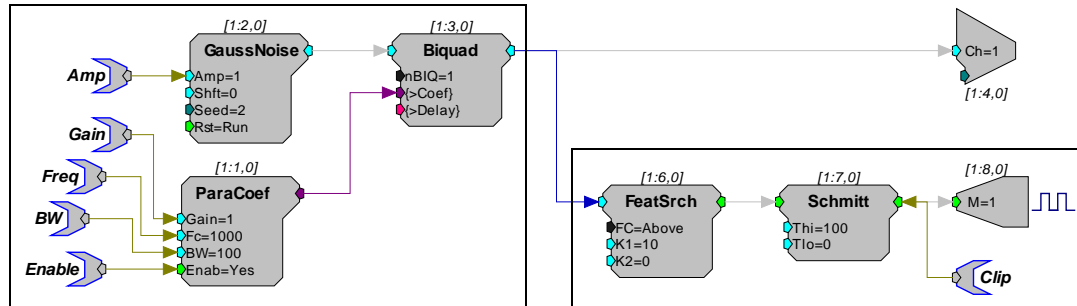 [1:2,0]
GaussNoise
Amp=1
Shft=0
Seed=2
Rst=Run
[1:3,0]
Biquad
nBIQ=1
{>Coef}
{>Delay}
Ch=1
[1:4,0]
Amp
Gain
Freq
BW
Enable
[1:1,0]
ParaCoef
Gain=1
Fc=1000
BW=100
Enab=Yes
[1:6,0]
FeatSrch
FC=Above
K1=10
K2=0
[1:7,0]
Schmitt
Thi=100
Tlo=0
[1:8,0]
M=1
Clip